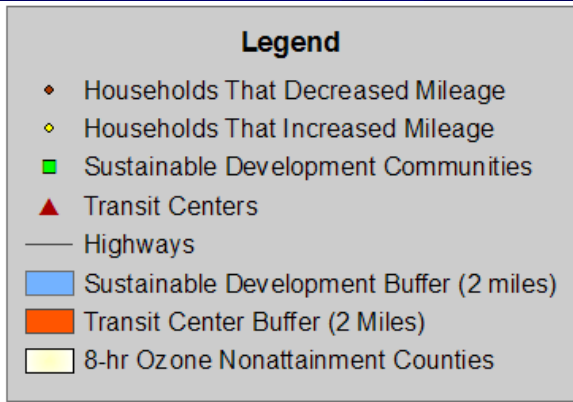 Legend
Households That Decreased Mileage
Households That Increased Mileage
Sustainable Development Communities
Transit Centers
Highways
Sustainable Development Buffer (2 miles)
Transit Center Buffer (2 Miles)
8-hr Ozone Nonattainment Counties